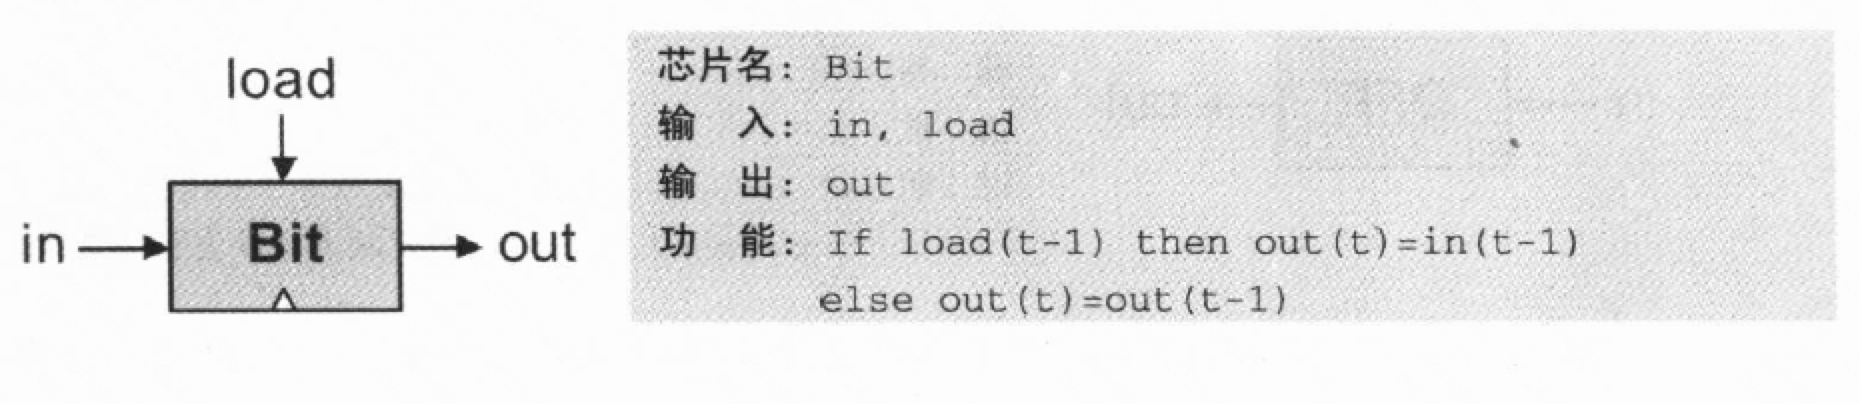 load
in
Bit
out
芯片名: Bit
输 入: in, load
输 出: out
功 能: If load(t-1) then out(t)=in(t-1)
else out(t)=out(t-1)